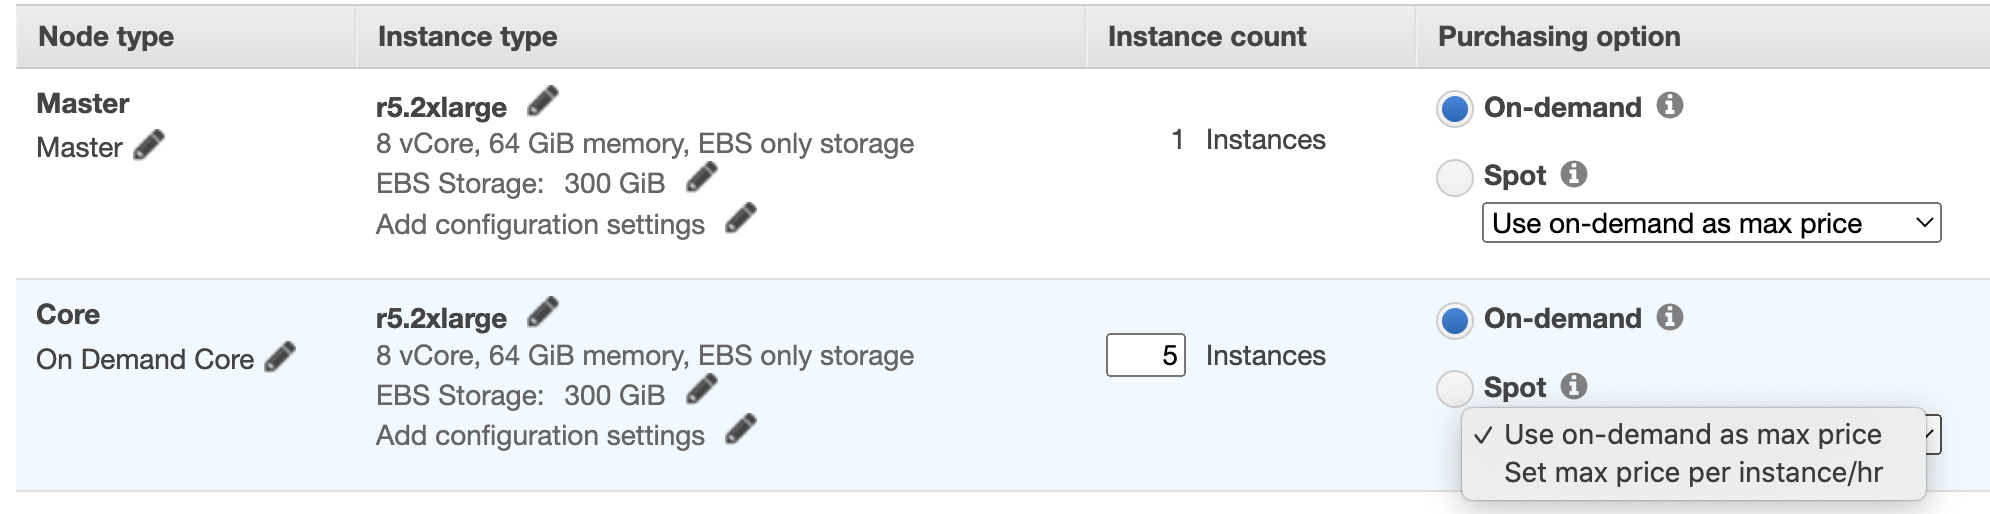 Node type Instance type Instance count Purchasing option
Master
Master
r5.2xlarge
8 vCore, 64 GiB memory, EBS only storage
EBS Storage: 300 GiB
Add configuration settings
1 Instances
On-demand
Spot
Use on-demand as max price
Core
On Demand Core
r5.2xlarge
8 vCore, 64 GiB memory, EBS only storage
EBS Storage: 300 GiB
Add configuration settings
5 Instances
On-demand
Spot
✓ Use on-demand as max price
Set max price per instance/hr